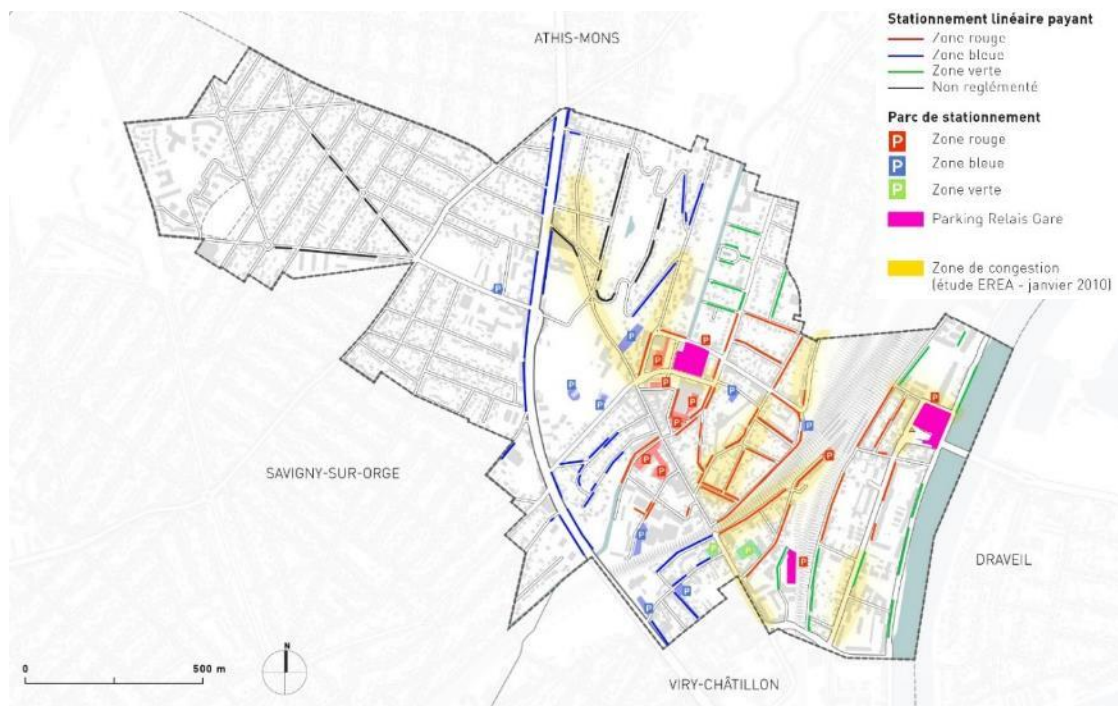 Stationnement linéaire payant
Zone rouge
Zone bleue
Zone verte
Non reglémenté
Parc de stationnement
P Zone rouge
P Zone bleue
P Zone verte
Parking Relais Gare
Zone de congestion
(étude EREA - janvier 2010)
ATHIS-MONS
SAVIGNY-SUR-ORGE
DRAVEIL
VIRY-CHÂTILLON
0 500 m
N